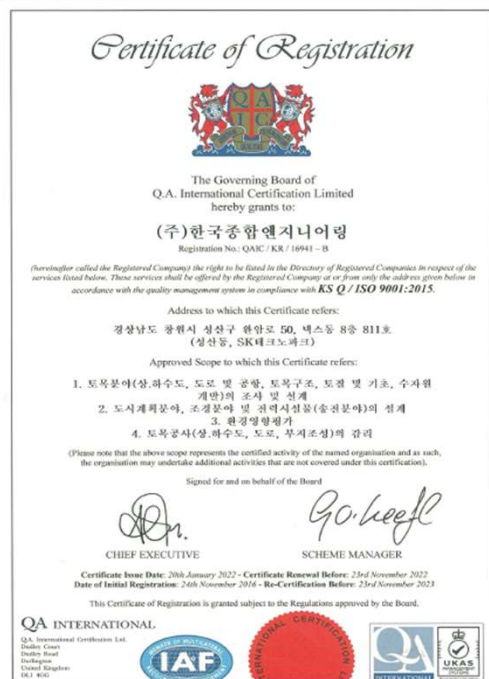 Certificate of Registration
QA
IC
The Governing Board of
Q.A. International Certification Limited
hereby grants to:
(주)한국종합엔지니어링
Registration No.: QAIC / KR / 16941 – B
(hereinafter called the Registered Company) the right to be listed in the Directory of Registered Companies in respect of the
services listed below. These services shall be offered by the Registered Company at or from only the address given below in
accordance with the quality management system in compliance with KS Q / ISO 9001:2015.
Address to which this Certificate refers:
경상남도 창원시 성산구 완암로 50, 넥스동 8층 811호
(성산동, SK테크노파크)
Approved Scope to which this Certificate refers:
1. 토목분야(상.하수도, 도로 및 공항, 토목구조, 토질 및 기초, 수자원
개발)의 조사 및 설계
2. 도시계획분야, 조경분야 및 전력시설물(송전분야)의 설계
3. 환경영향평가
4. 토목공사(상.하수도, 도로, 부지조성)의 감리
(Please note that the above scope represents the certified activity of the named organisation and as such,
the organisation may undertake additional activities that are not covered under this certification).
Signed for and on behalf of the Board
CHIEF EXECUTIVE
SCHEME MANAGER
Certificate Issue Date: 20th January 2022 - Certificate Renewal Before: 23rd November 2022
Date of Initial Registration: 24th November 2016 - Re-Certification Before: 23rd November 2023
This Certificate of Registration is granted subject to the Regulations approved by the Board.
QA INTERNATIONAL
Q.A. International Certification Ltd.
Dudley Court
Dudley Road
Darlington
United Kingdom
DL1 4GG
IAF
CERTIFICATION
QA
INTERNATIONAL
UKAS
MANAGEMENT
SYSTEMS